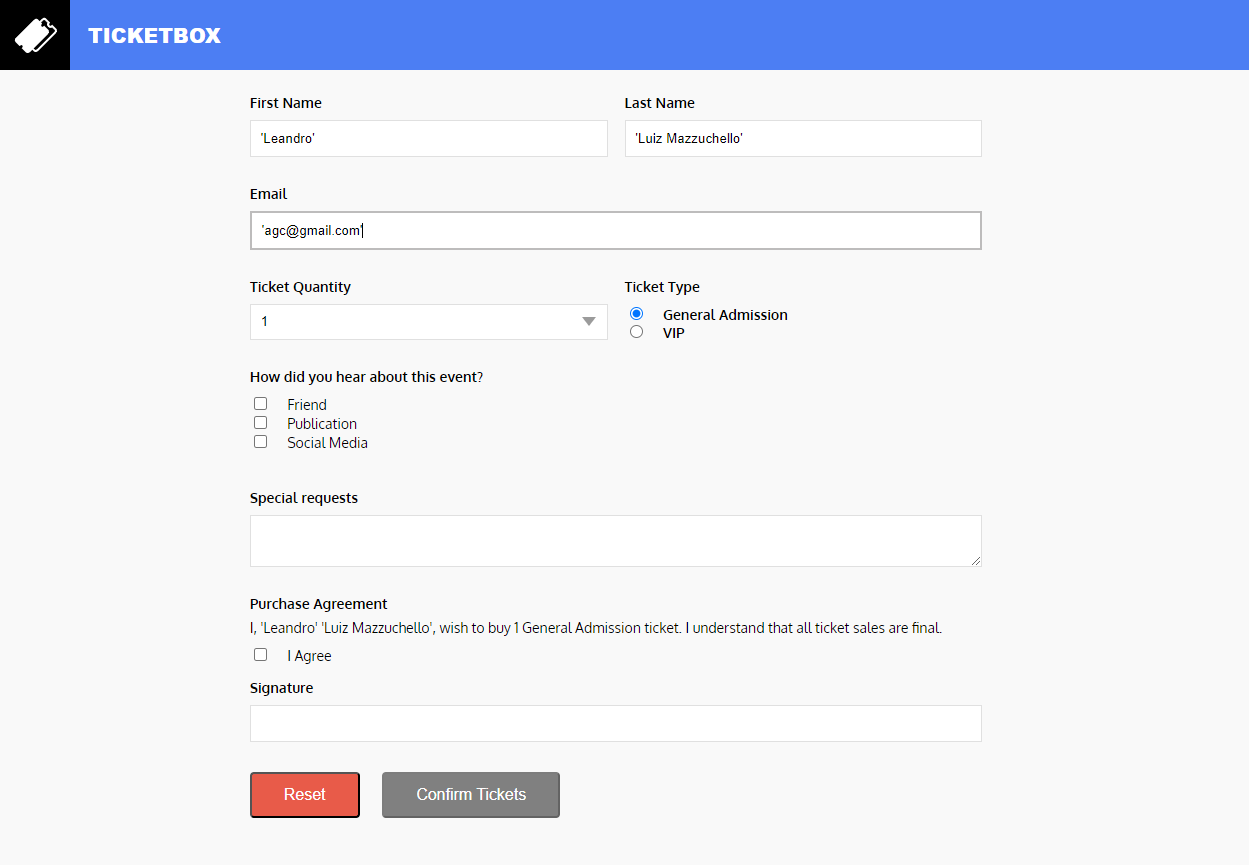 TICKETBOX
First Name Last Name
'Leandro' 'Luiz Mazzuchello'
Email
'agc@gmail.com'
Ticket Quantity Ticket Type
1 General Admission
VIP
How did you hear about this event?
Friend
Publication
Social Media
Special requests
Purchase Agreement
I, 'Leandro' 'Luiz Mazzuchello', wish to buy 1 General Admission ticket. I understand that all ticket sales are final.
I Agree
Signature
Reset Confirm Tickets